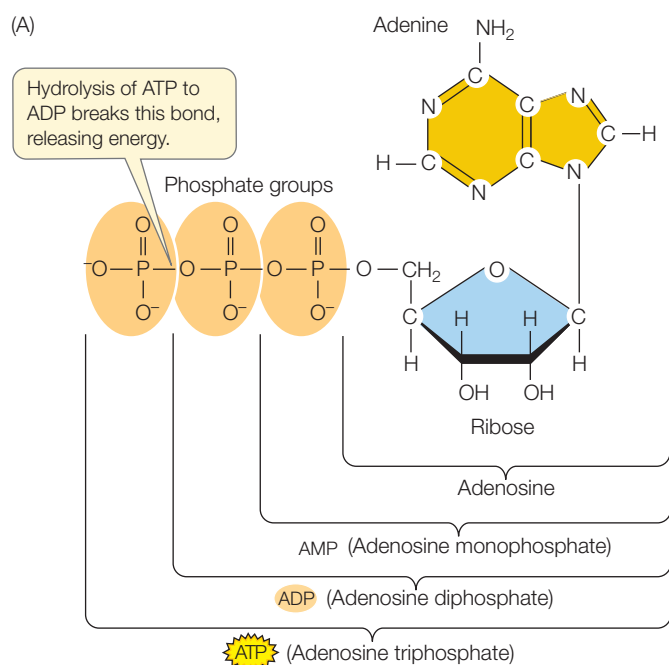 (A)
Adenine
NH₂
Hydrolysis of ATP to
ADP breaks this bond,
releasing energy.
C
N C N
C—H
H—C C
N N
Phosphate groups
O O O
⁻O—P—O—P—O—P—O—CH₂ O
O⁻ O⁻ O⁻
C H H C
H OH OH H
Ribose
Adenosine
AMP (Adenosine monophosphate)
ADP (Adenosine diphosphate)
ATP (Adenosine triphosphate)